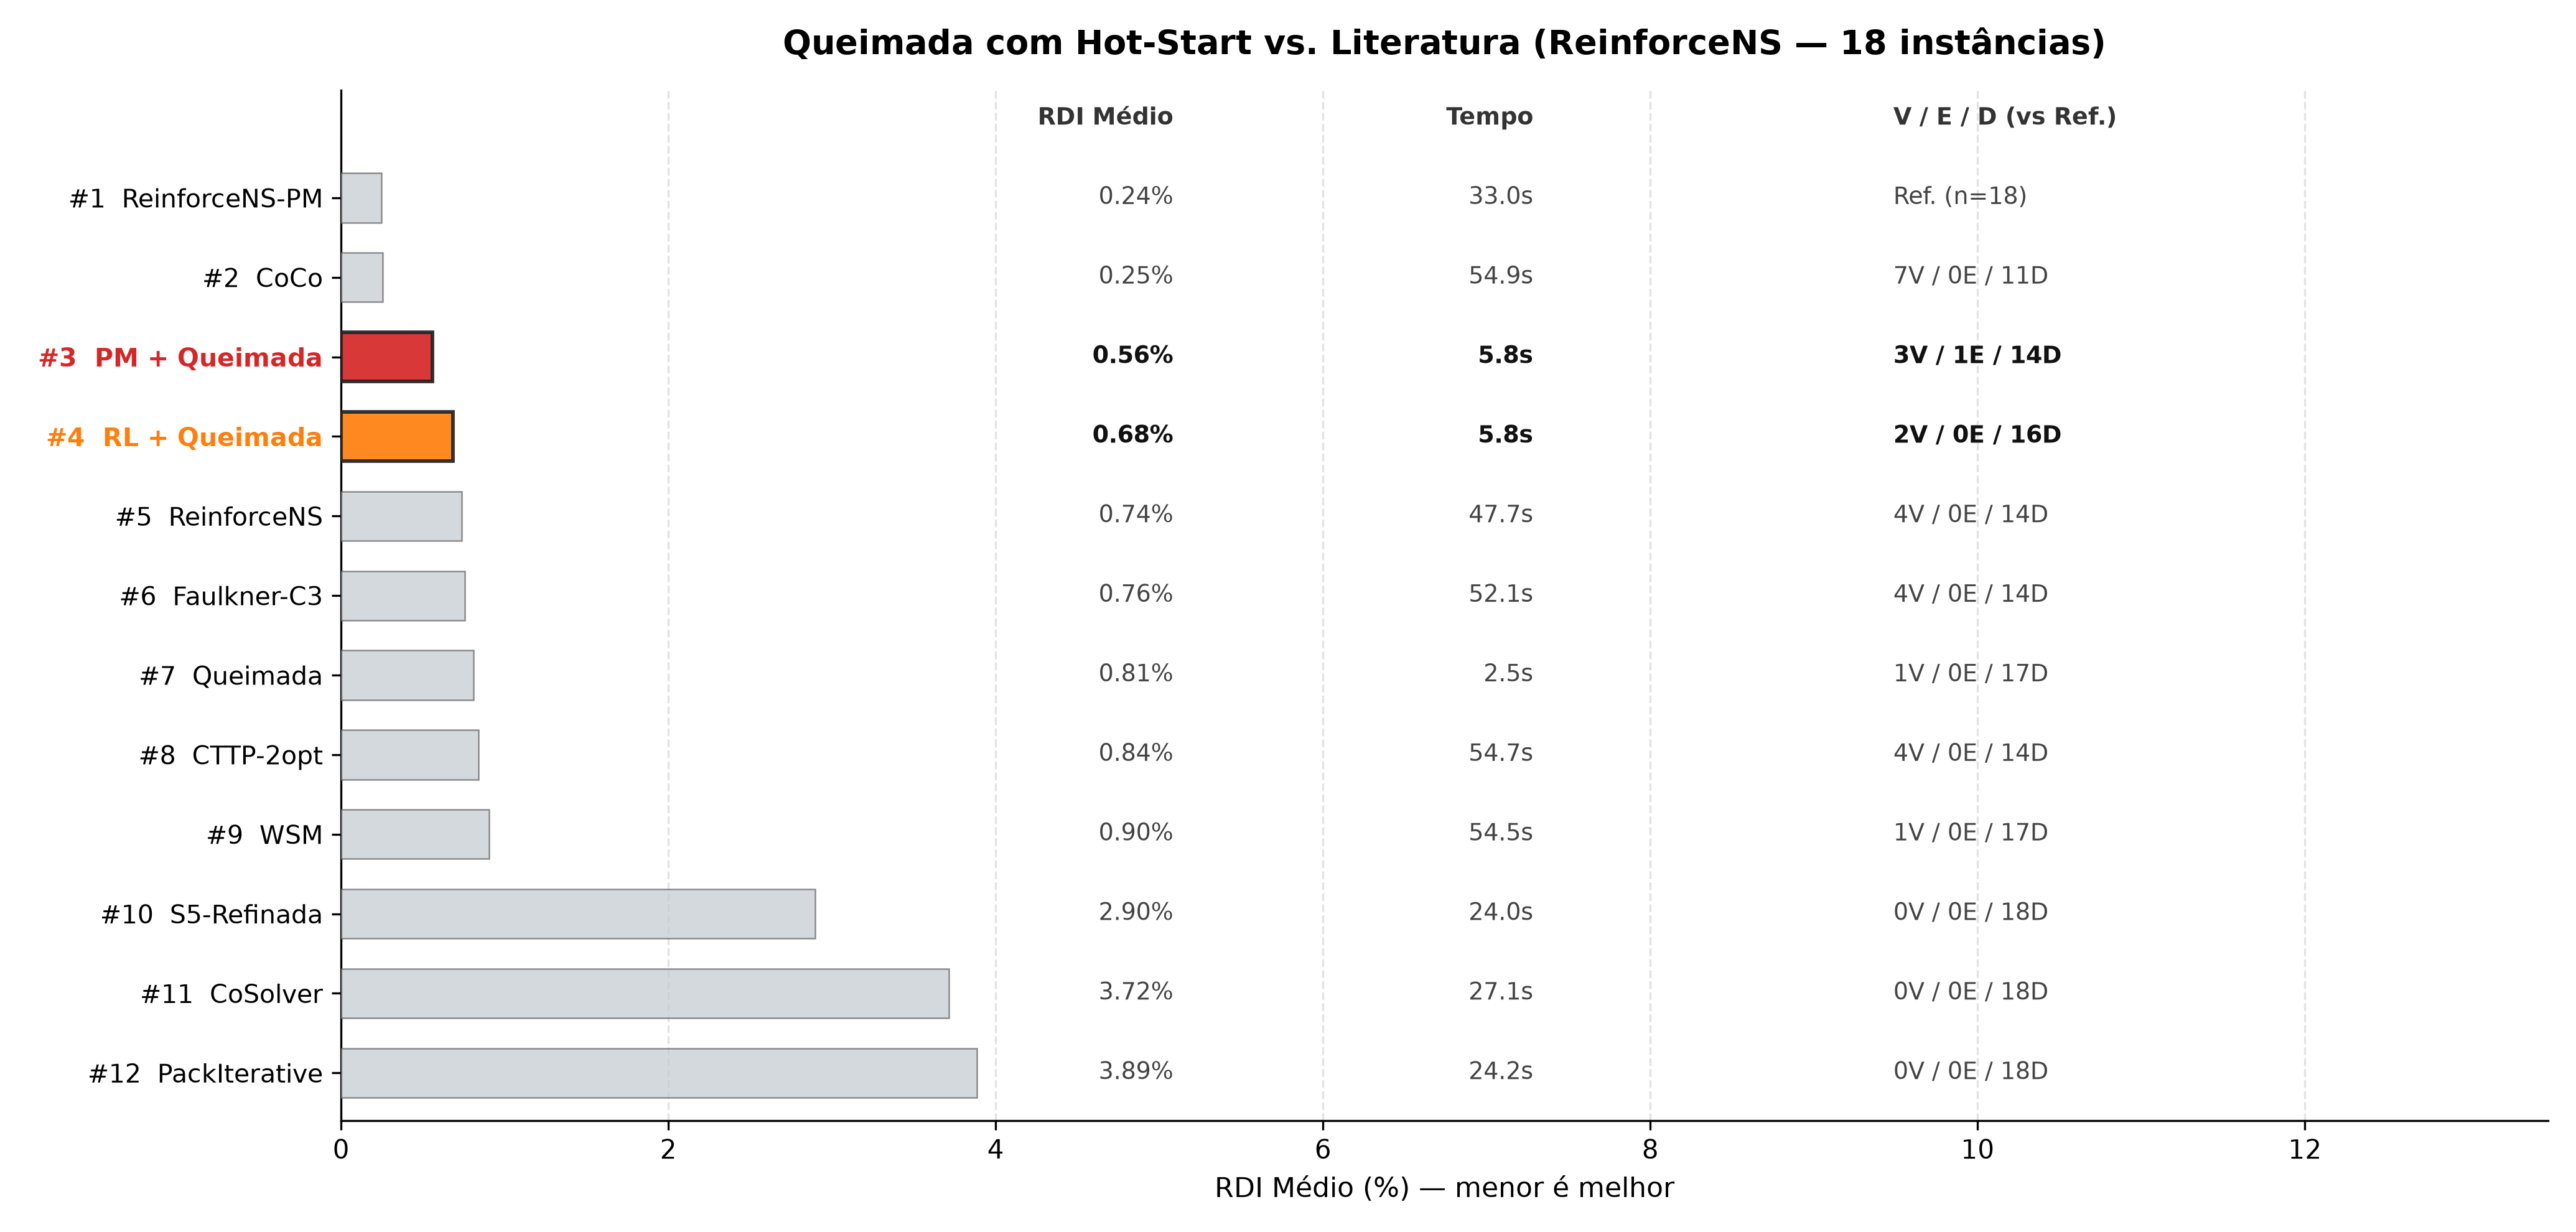 Queimada com Hot-Start vs. Literatura (ReinforceNS — 18 instâncias)
RDI Médio Tempo V / E / D (vs Ref.)
#1 ReinforceNS-PM 0.24% 33.0s Ref. (n=18)
#2 CoCo 0.25% 54.9s 7V / 0E / 11D
#3 PM + Queimada 0.56% 5.8s 3V / 1E / 14D
#4 RL + Queimada 0.68% 5.8s 2V / 0E / 16D
#5 ReinforceNS 0.74% 47.7s 4V / 0E / 14D
#6 Faulkner-C3 0.76% 52.1s 4V / 0E / 14D
#7 Queimada 0.81% 2.5s 1V / 0E / 17D
#8 CTTP-2opt 0.84% 54.7s 4V / 0E / 14D
#9 WSM 0.90% 54.5s 1V / 0E / 17D
#10 S5-Refinada 2.90% 24.0s 0V / 0E / 18D
#11 CoSolver 3.72% 27.1s 0V / 0E / 18D
#12 PackIterative 3.89% 24.2s 0V / 0E / 18D
0 2 4 6 8 10 12
RDI Médio (%) — menor é melhor